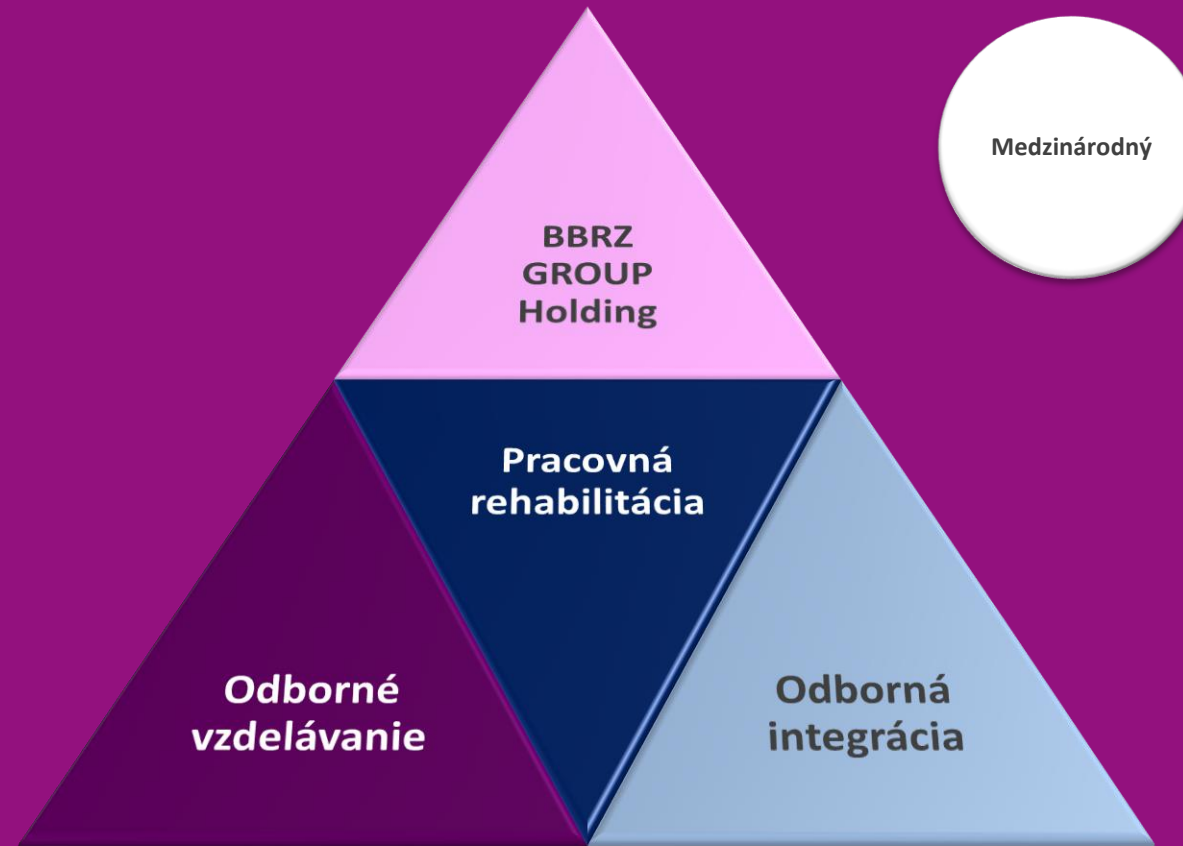 Medzinárodný
BBRZ
GROUP
Holding
Pracovná
rehabilitácia
Odborné
vzdelávanie
Odborná
integrácia